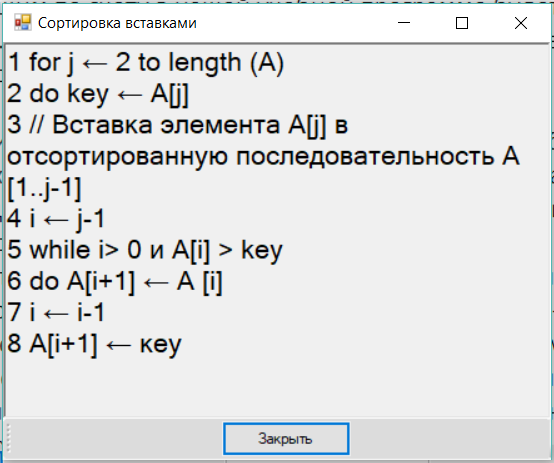 Сортировка вставками
1 for j ← 2 to length (A)
2 do key ← A[j]
3 // Вставка элемента A[j] в
отсортированную последовательность A
[1..j-1]
4 i ← j-1
5 while i> 0 и A[i] > key
6 do A[i+1] ← A [i]
7 i ← i-1
8 A[i+1] ← key
Закрыть